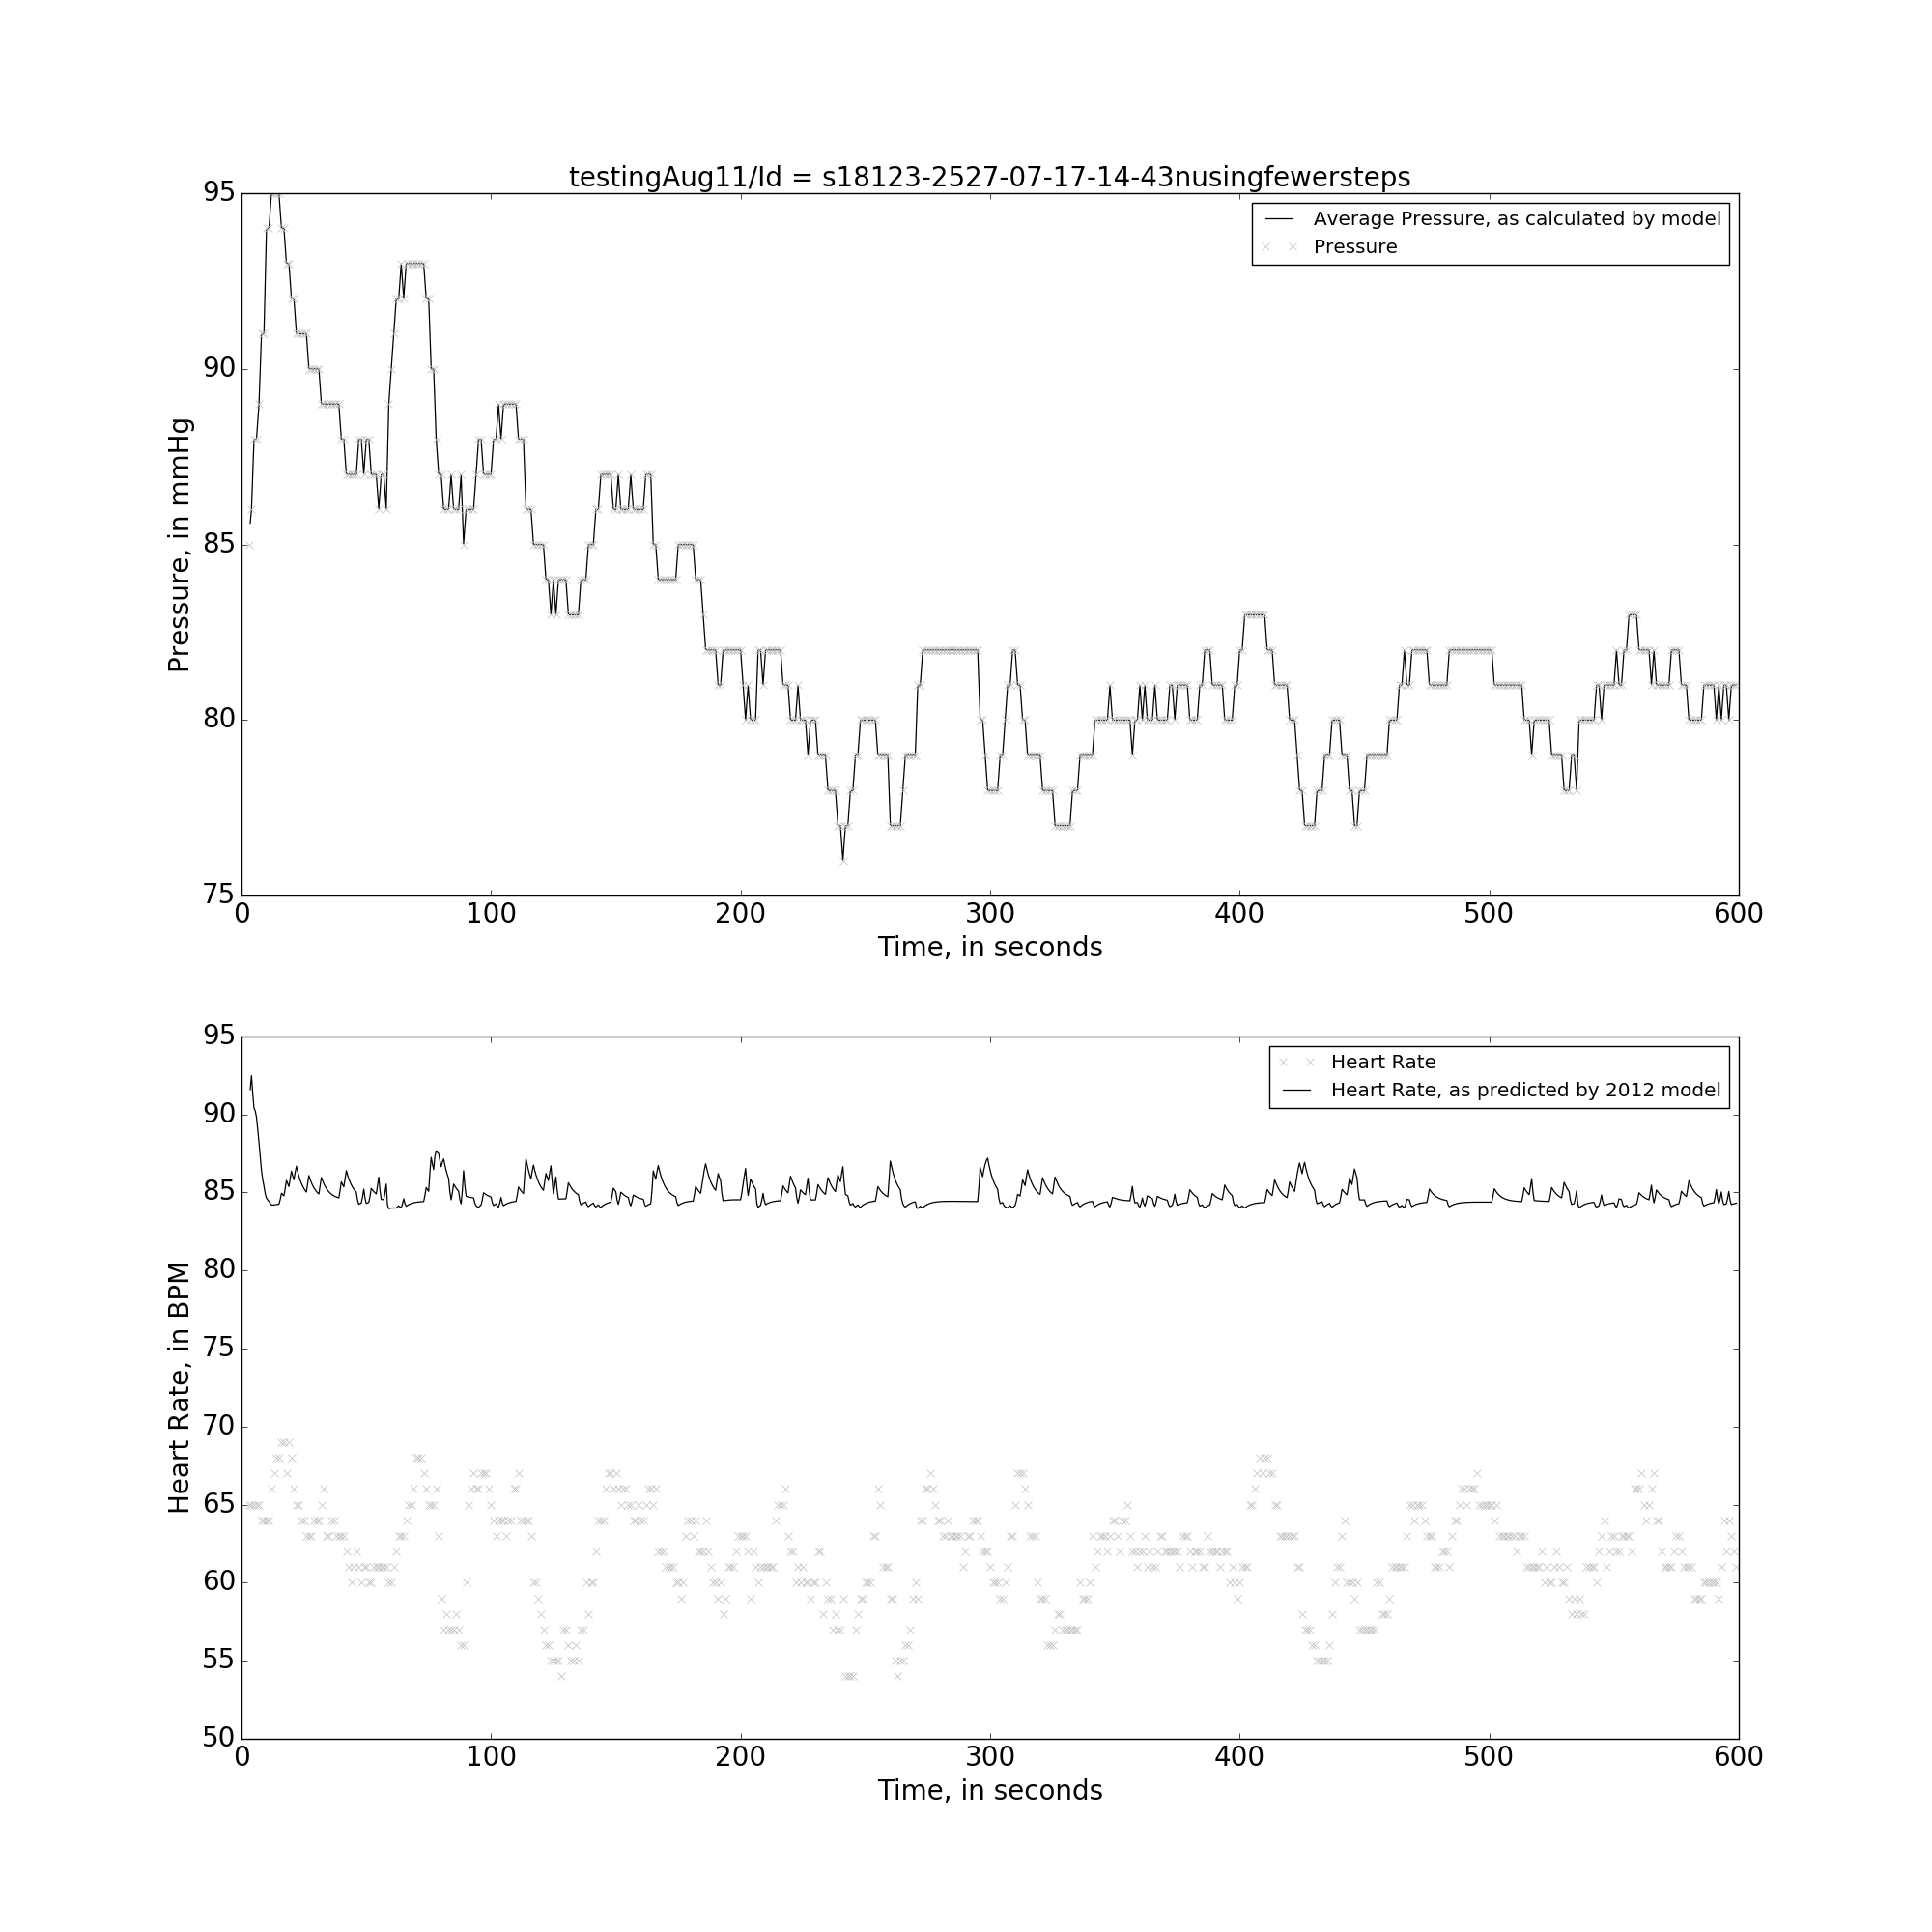 testingAug11/Id = s18123-2527-07-17-14-43nusingfewersteps
Average Pressure, as calculated by model
Pressure
Pressure, in mmHg
95
90
85
80
75
0 100 200 300 400 500 600
Time, in seconds
Heart Rate
Heart Rate, as predicted by 2012 model
Heart Rate, in BPM
95
90
85
80
75
70
65
60
55
50
0 100 200 300 400 500 600
Time, in seconds